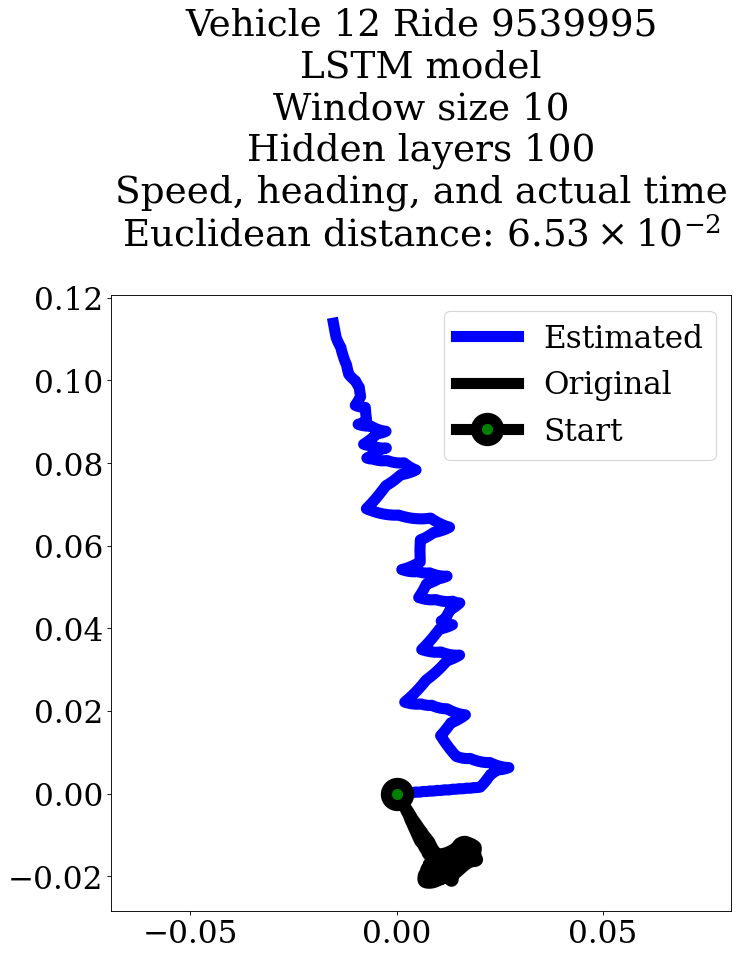 Vehicle 12 Ride 9539995
LSTM model
Window size 10
Hidden layers 100
Speed, heading, and actual time
Euclidean distance: 6.53 × 10⁻²
Estimated
Original
Start
0.12
0.10
0.08
0.06
0.04
0.02
0.00
−0.02
−0.05
0.00
0.05